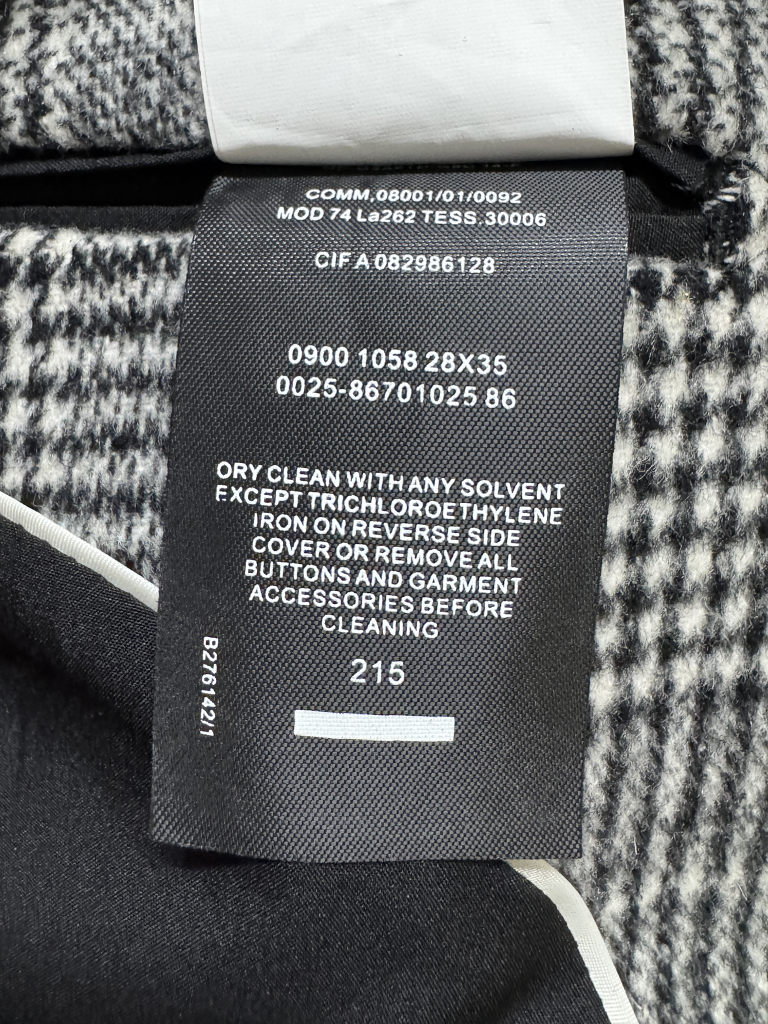 COMM,08001/01/0092
MOD 74 La262 TESS.30006
CIF A 082986128
0900 1058 28X35
0025-86701025 86
ORY CLEAN WITH ANY SOLVENT
EXCEPT TRICHLOROETHYLENE
IRON ON REVERSE SIDE
COVER OR REMOVE ALL
BUTTONS AND GARMENT
ACCESSORIES BEFORE
CLEANING
215
B276142/1